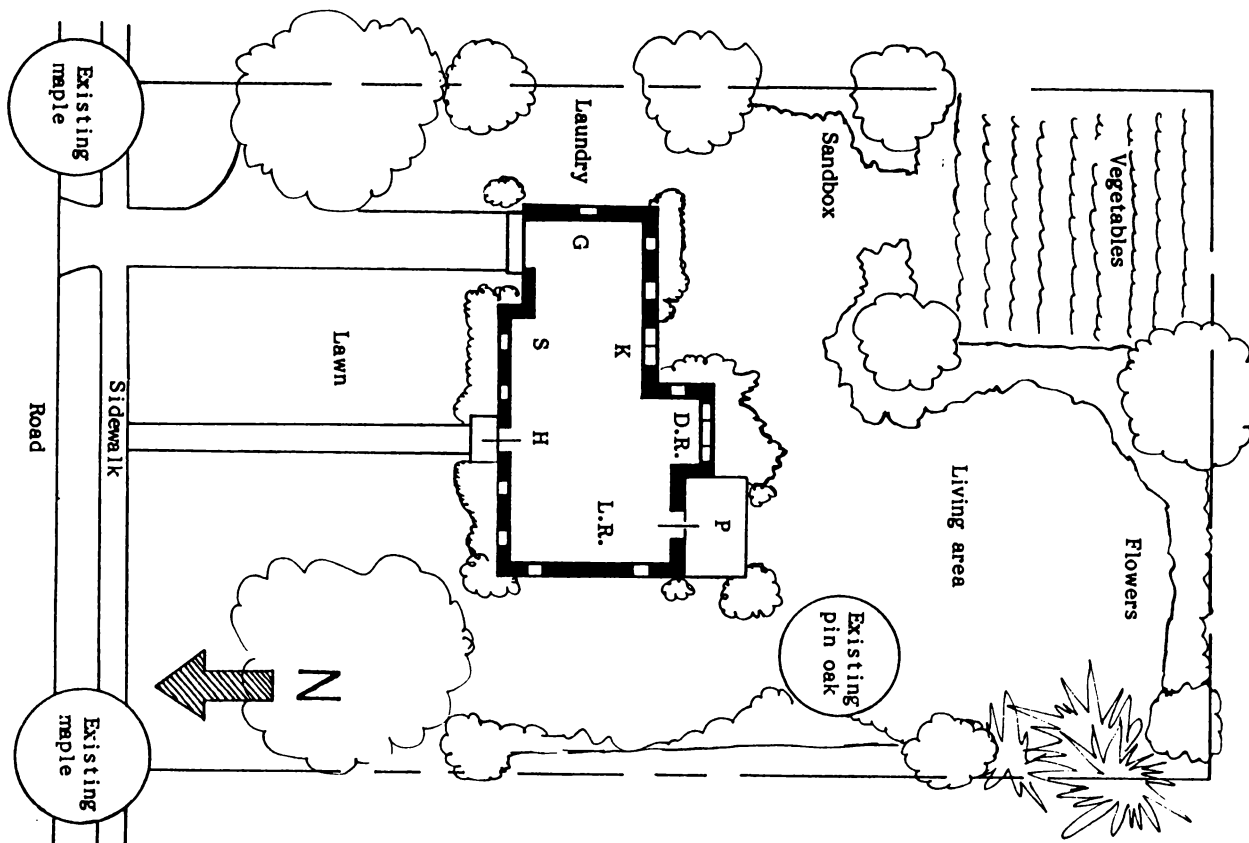 Existing
maple
Laundry
Sandbox
Vegetables
G
S
K
Lawn
Sidewalk
Road
H
D.R.
L.R.
P
Living area
Flowers
Existing
pin oak
N
Existing
maple